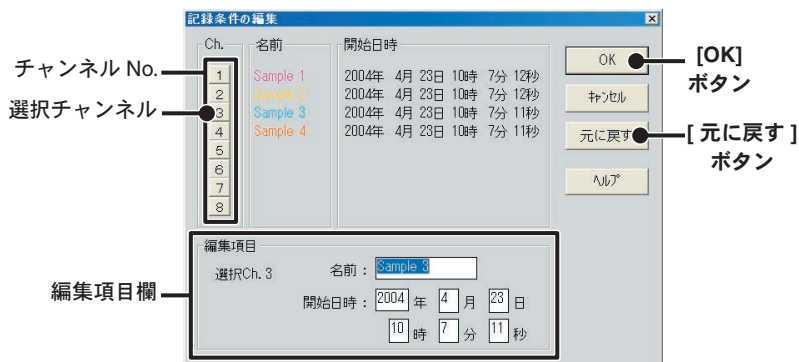 記録条件の編集
Ch. 名前 開始日時
1 Sample 1 2004年 4月 23日 10時 7分 12秒
2 Sample 2 2004年 4月 23日 10時 7分 12秒
3 Sample 3 2004年 4月 23日 10時 7分 11秒
4 Sample 4 2004年 4月 23日 10時 7分 11秒
5
6
7
8
OK
キャンセル
元に戻す
ヘルプ
編集項目
選択Ch. 3 名前 : Sample 3
開始日時 : 2004 年 4 月 23 日
10 時 7 分 11 秒
チャンネル No.
選択チャンネル
編集項目欄
[OK]
ボタン
[ 元に戻す ]
ボタン